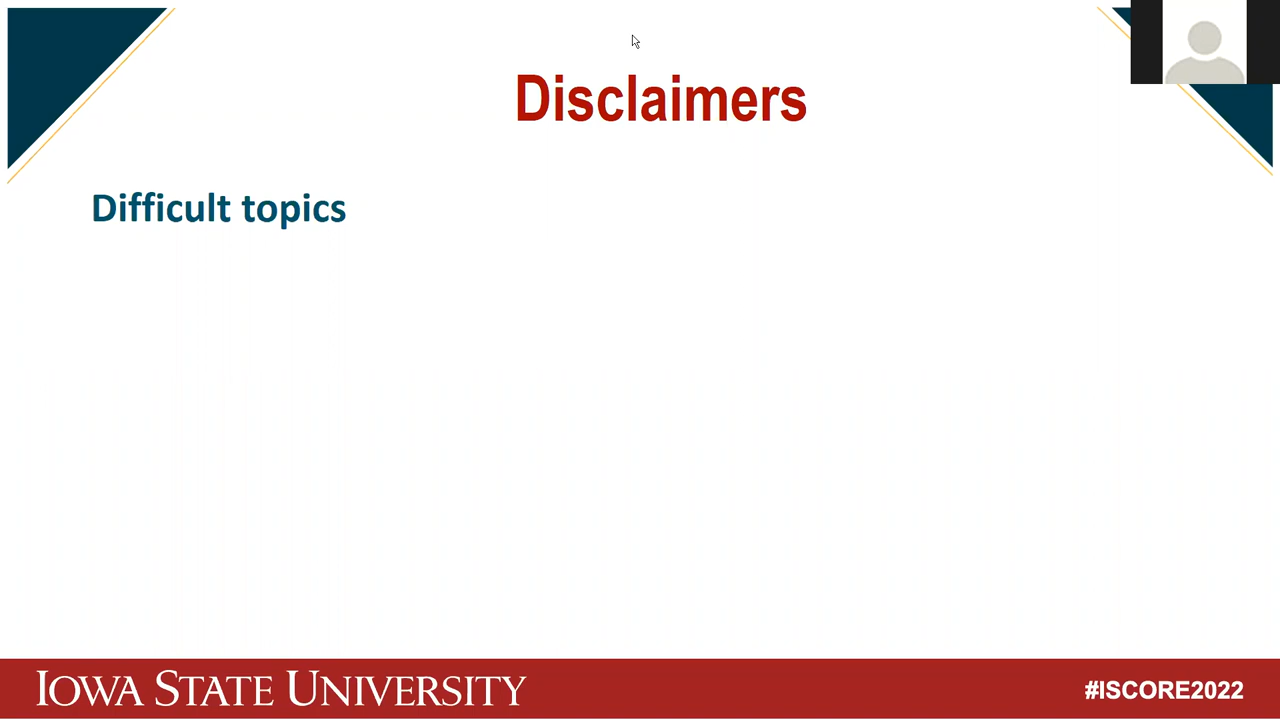 Disclaimers
Difficult topics
IOWA STATE UNIVERSITY
#ISCORE2022